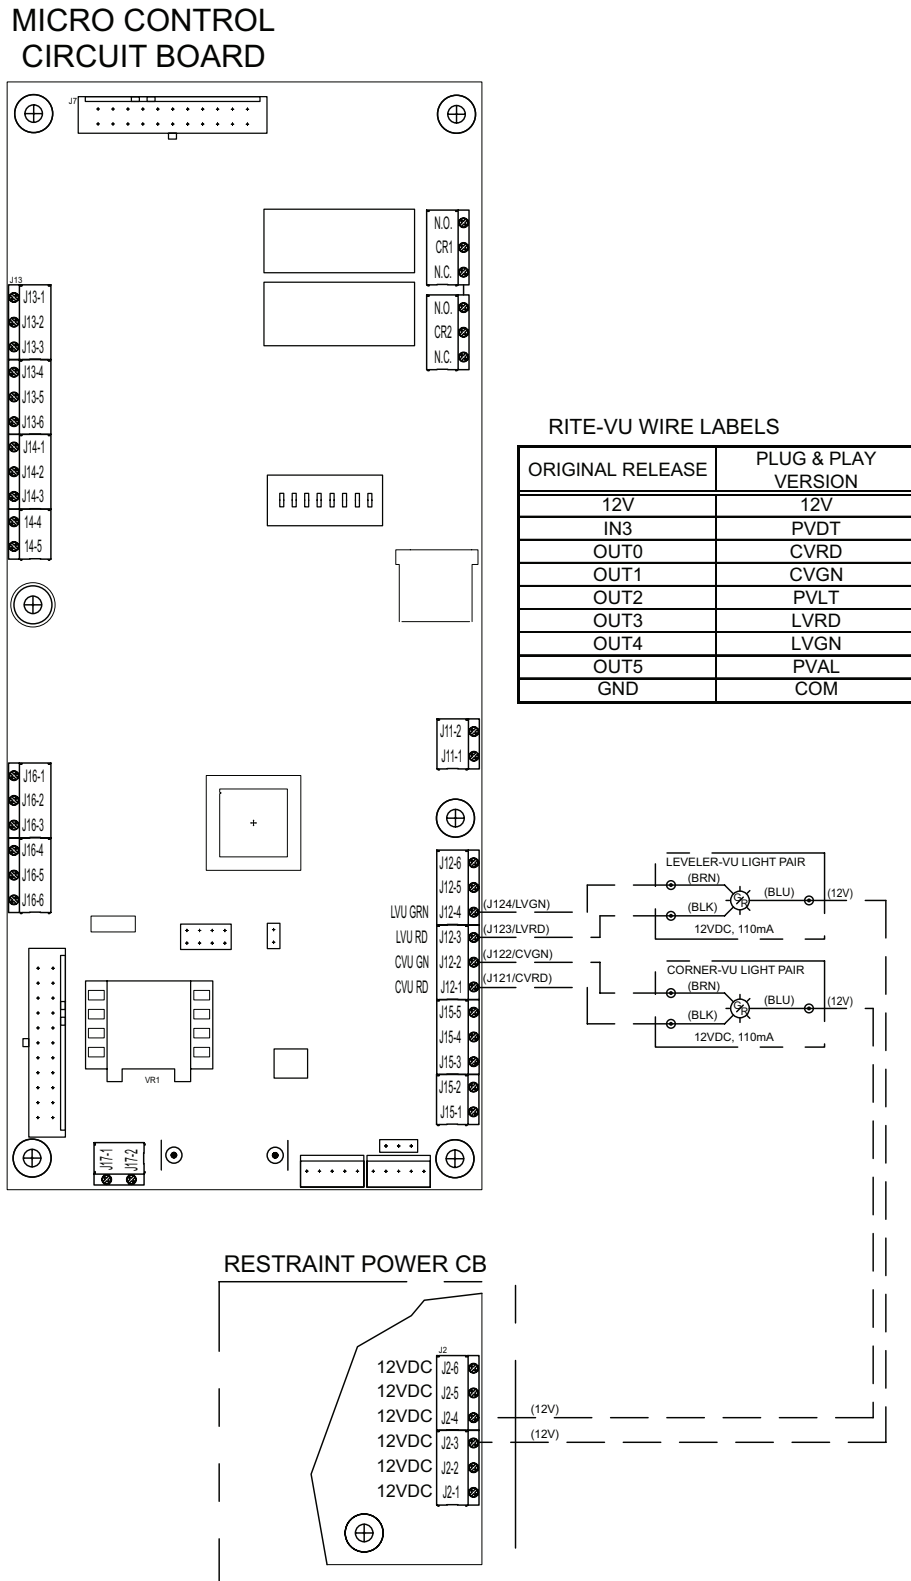 MICRO CONTROL
CIRCUIT BOARD
J7
N.O.
CR1
N.C.
N.O.
CR2
N.C.
J13
J13-1
J13-2
J13-3
J13-4
J13-5
J13-6
J14-1
J14-2
J14-3
14-4
14-5
RITE-VU WIRE LABELS
ORIGINAL RELEASE PLUG & PLAY VERSION
12V 12V
IN3 PVDT
OUT0 CVRD
OUT1 CVGN
OUT2 PVLT
OUT3 LVRD
OUT4 LVGN
OUT5 PVAL
GND COM
J11-2
J11-1
J16-1
J16-2
J16-3
J16-4
J16-5
J16-6
J12-6
J12-5
LVU GRN J12-4 (J124/LVGN)
LVU RD J12-3 (J123/LVRD)
CVU GN J12-2 (J122/CVGN)
CVU RD J12-1 (J121/CVRD)
J15-5
J15-4
J15-3
J15-2
J15-1
LEVELER-VU LIGHT PAIR
(BRN)
G/R (BLU) (12V)
(BLK)
12VDC, 110mA
CORNER-VU LIGHT PAIR
(BRN)
G/R (BLU) (12V)
(BLK)
12VDC, 110mA
VR1
J17-1
J17-2
RESTRAINT POWER CB
J2
12VDC J2-6
12VDC J2-5
12VDC J2-4 (12V)
12VDC J2-3 (12V)
12VDC J2-2
12VDC J2-1